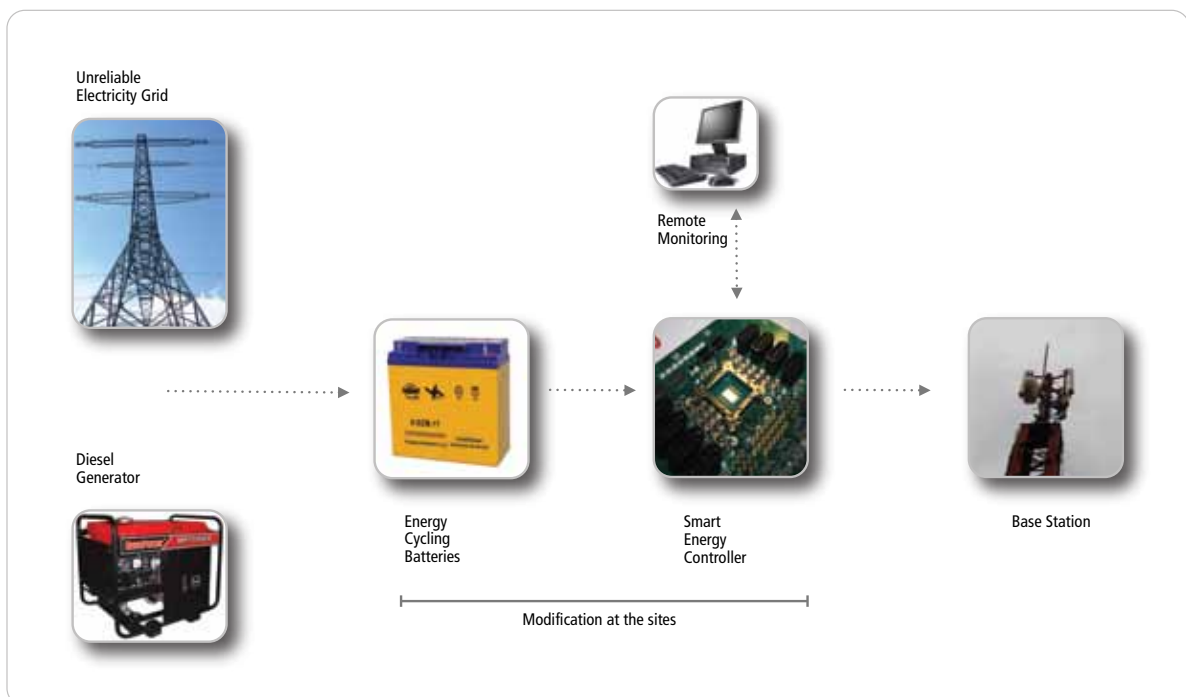 Unreliable
Electricity Grid
Remote
Monitoring
Diesel
Generator
Energy
Cycling
Batteries
Smart
Energy
Controller
Base Station
Modification at the sites